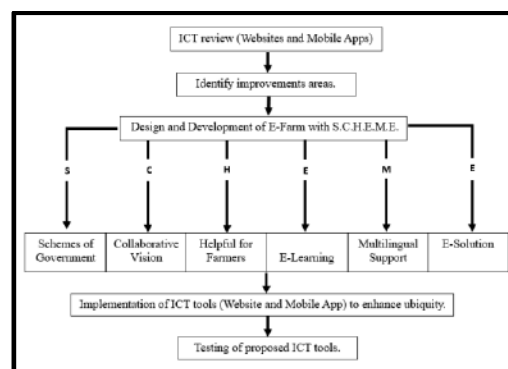 ICT review (Websites and Mobile Apps)
Identify improvements areas.
Design and Development of E-Farm with S.C.H.E.M.E.
S C H E M E
Schemes of
Government
Collaborative
Vision
Helpful for
Farmers
E-Learning
Multilingual
Support
E-Solution
Implementation of ICT tools (Website and Mobile App) to enhance ubiquity.
Testing of proposed ICT tools.